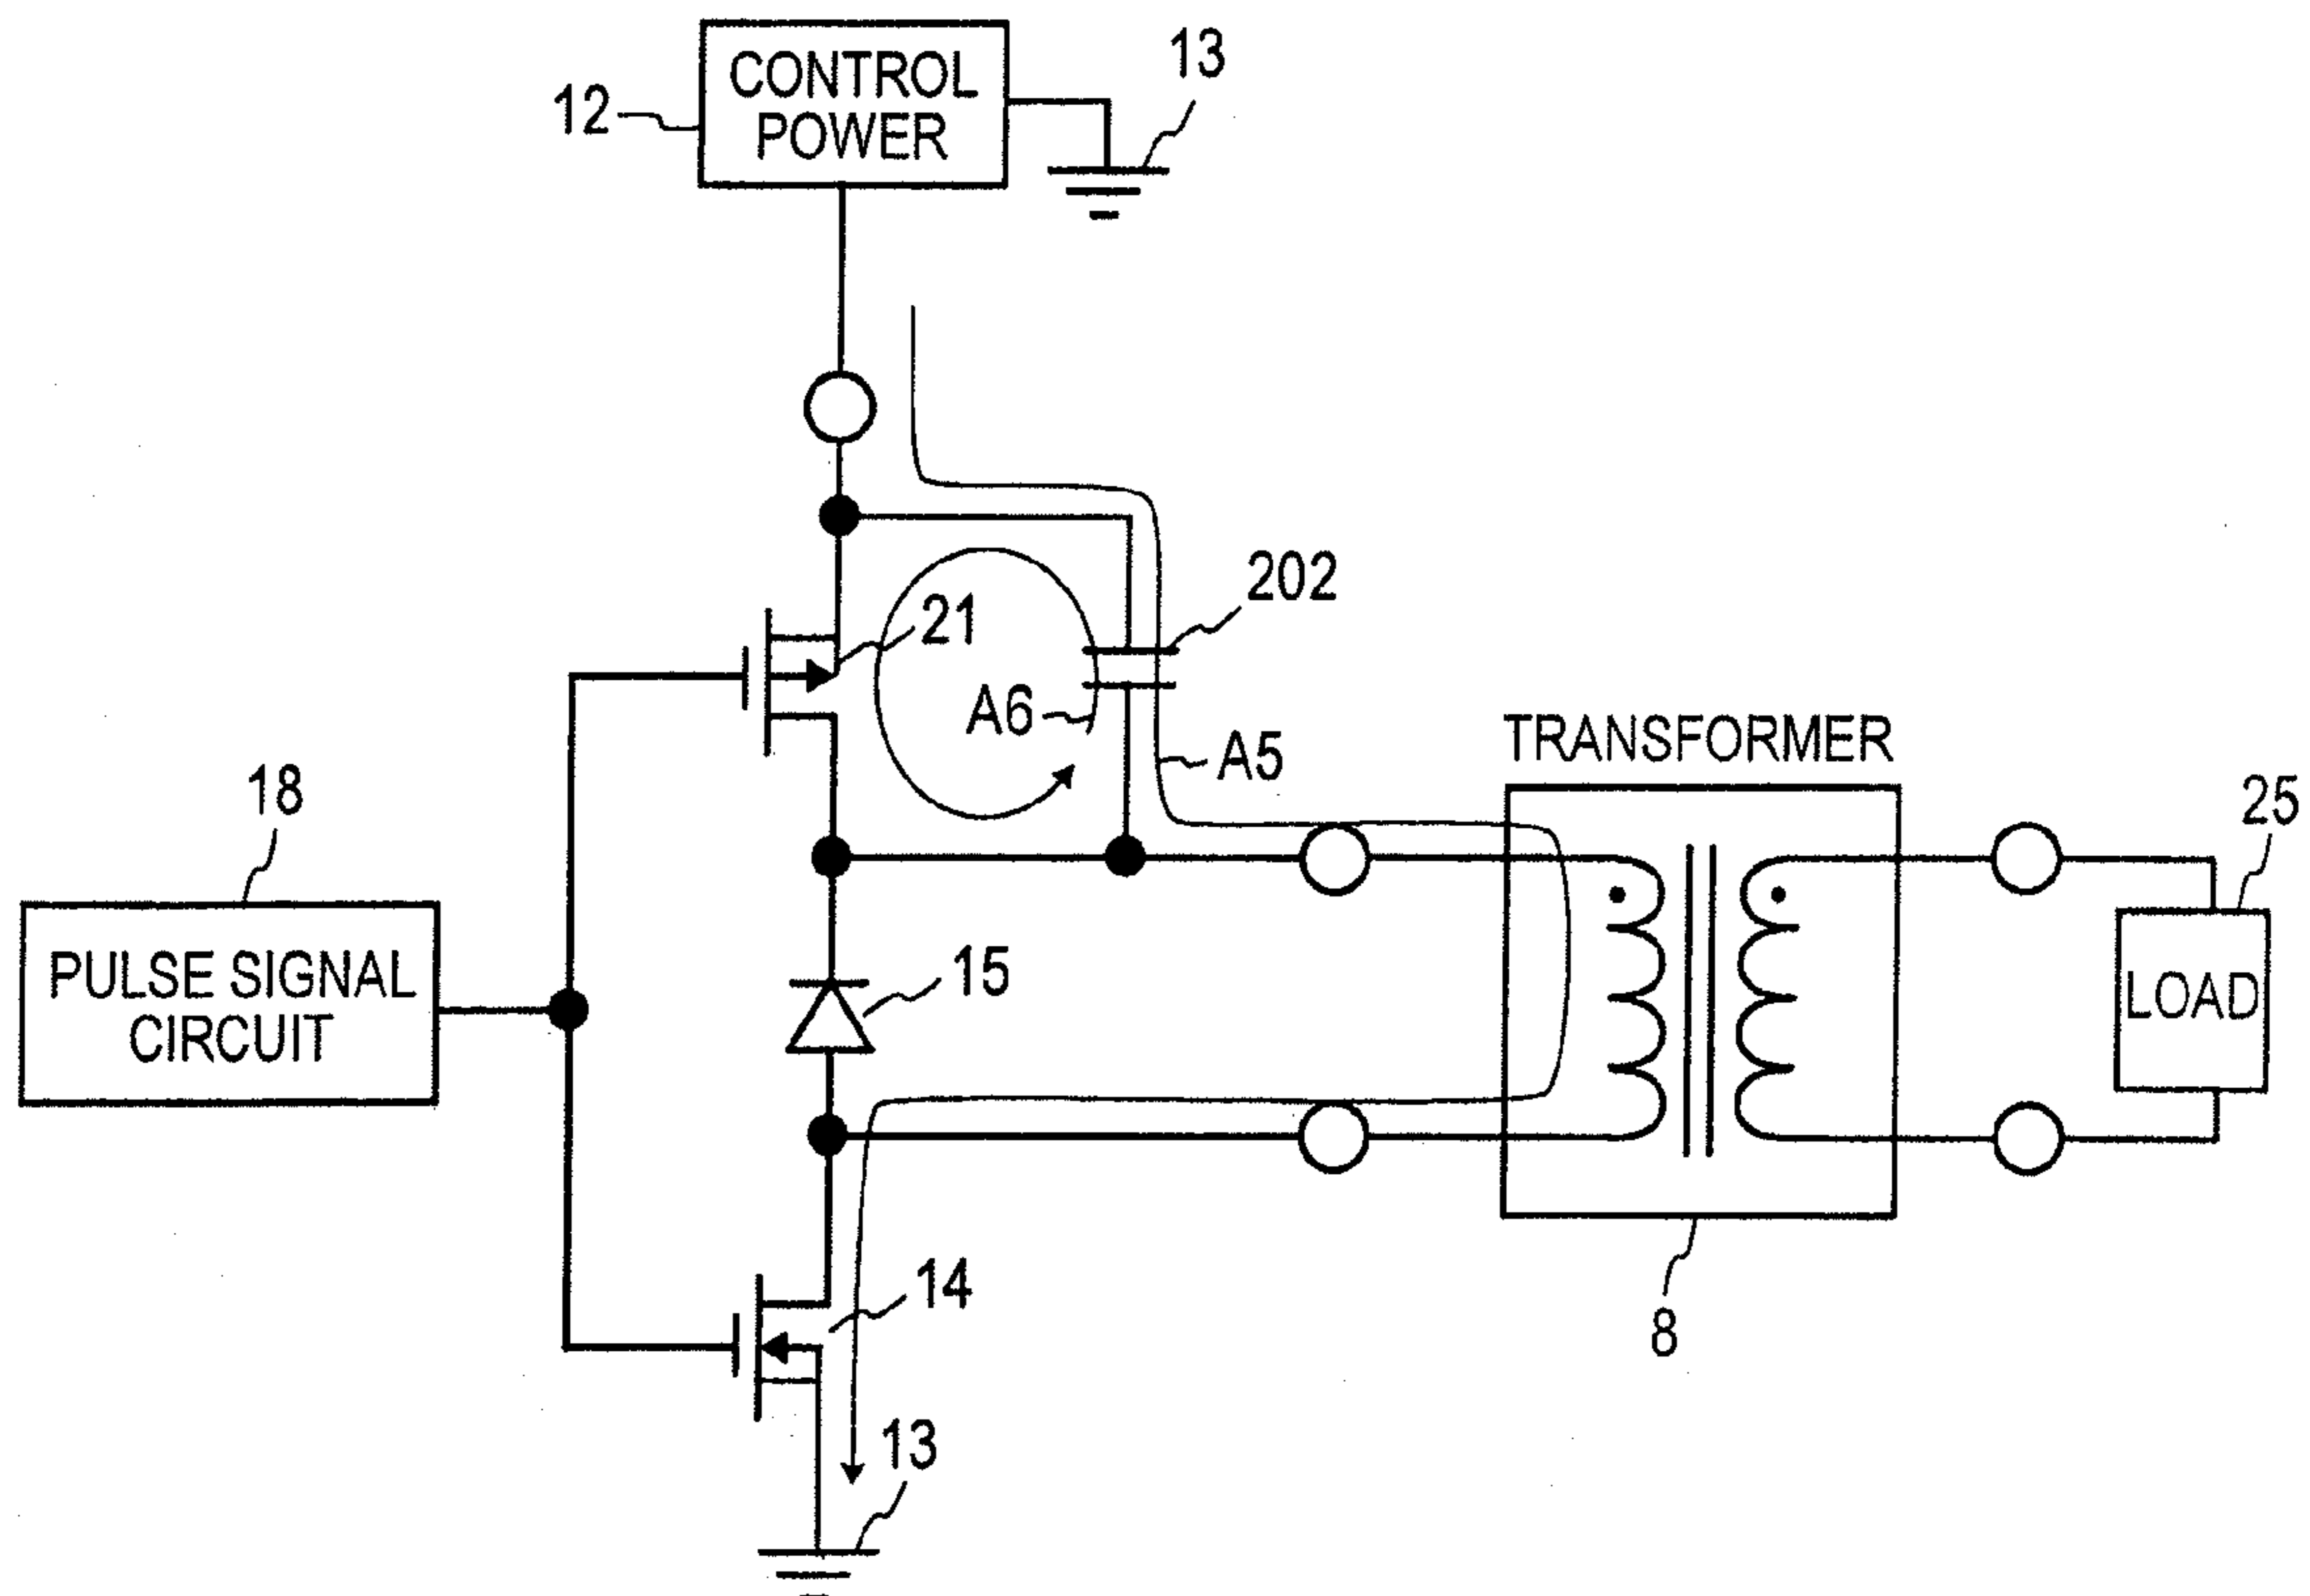 CONTROL
POWER
12
13
202
21
A6
A5
TRANSFORMER
18
25
PULSE SIGNAL
CIRCUIT
15
LOAD
14
8
13